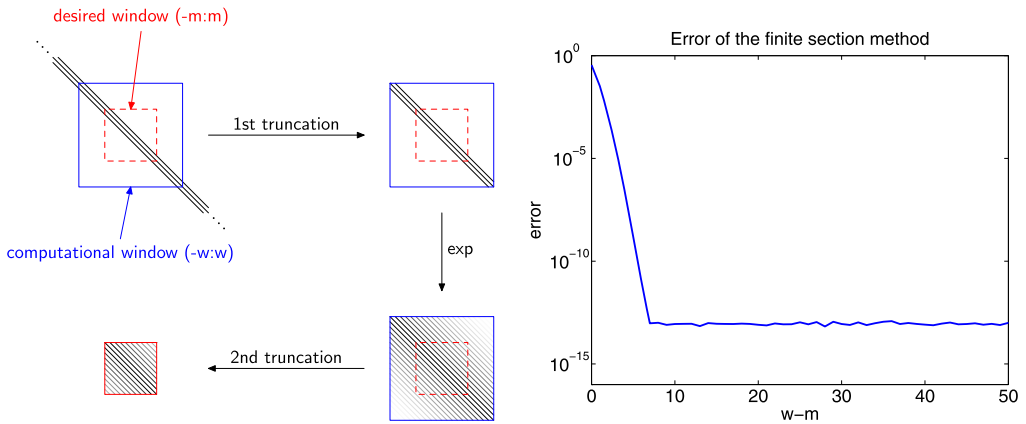 desired window (-m:m)
1st truncation
computational window (-w:w)
exp
2nd truncation
Error of the finite section method
error
10^0
10^-5
10^-10
10^-15
0
10
20
30
40
50
w−m